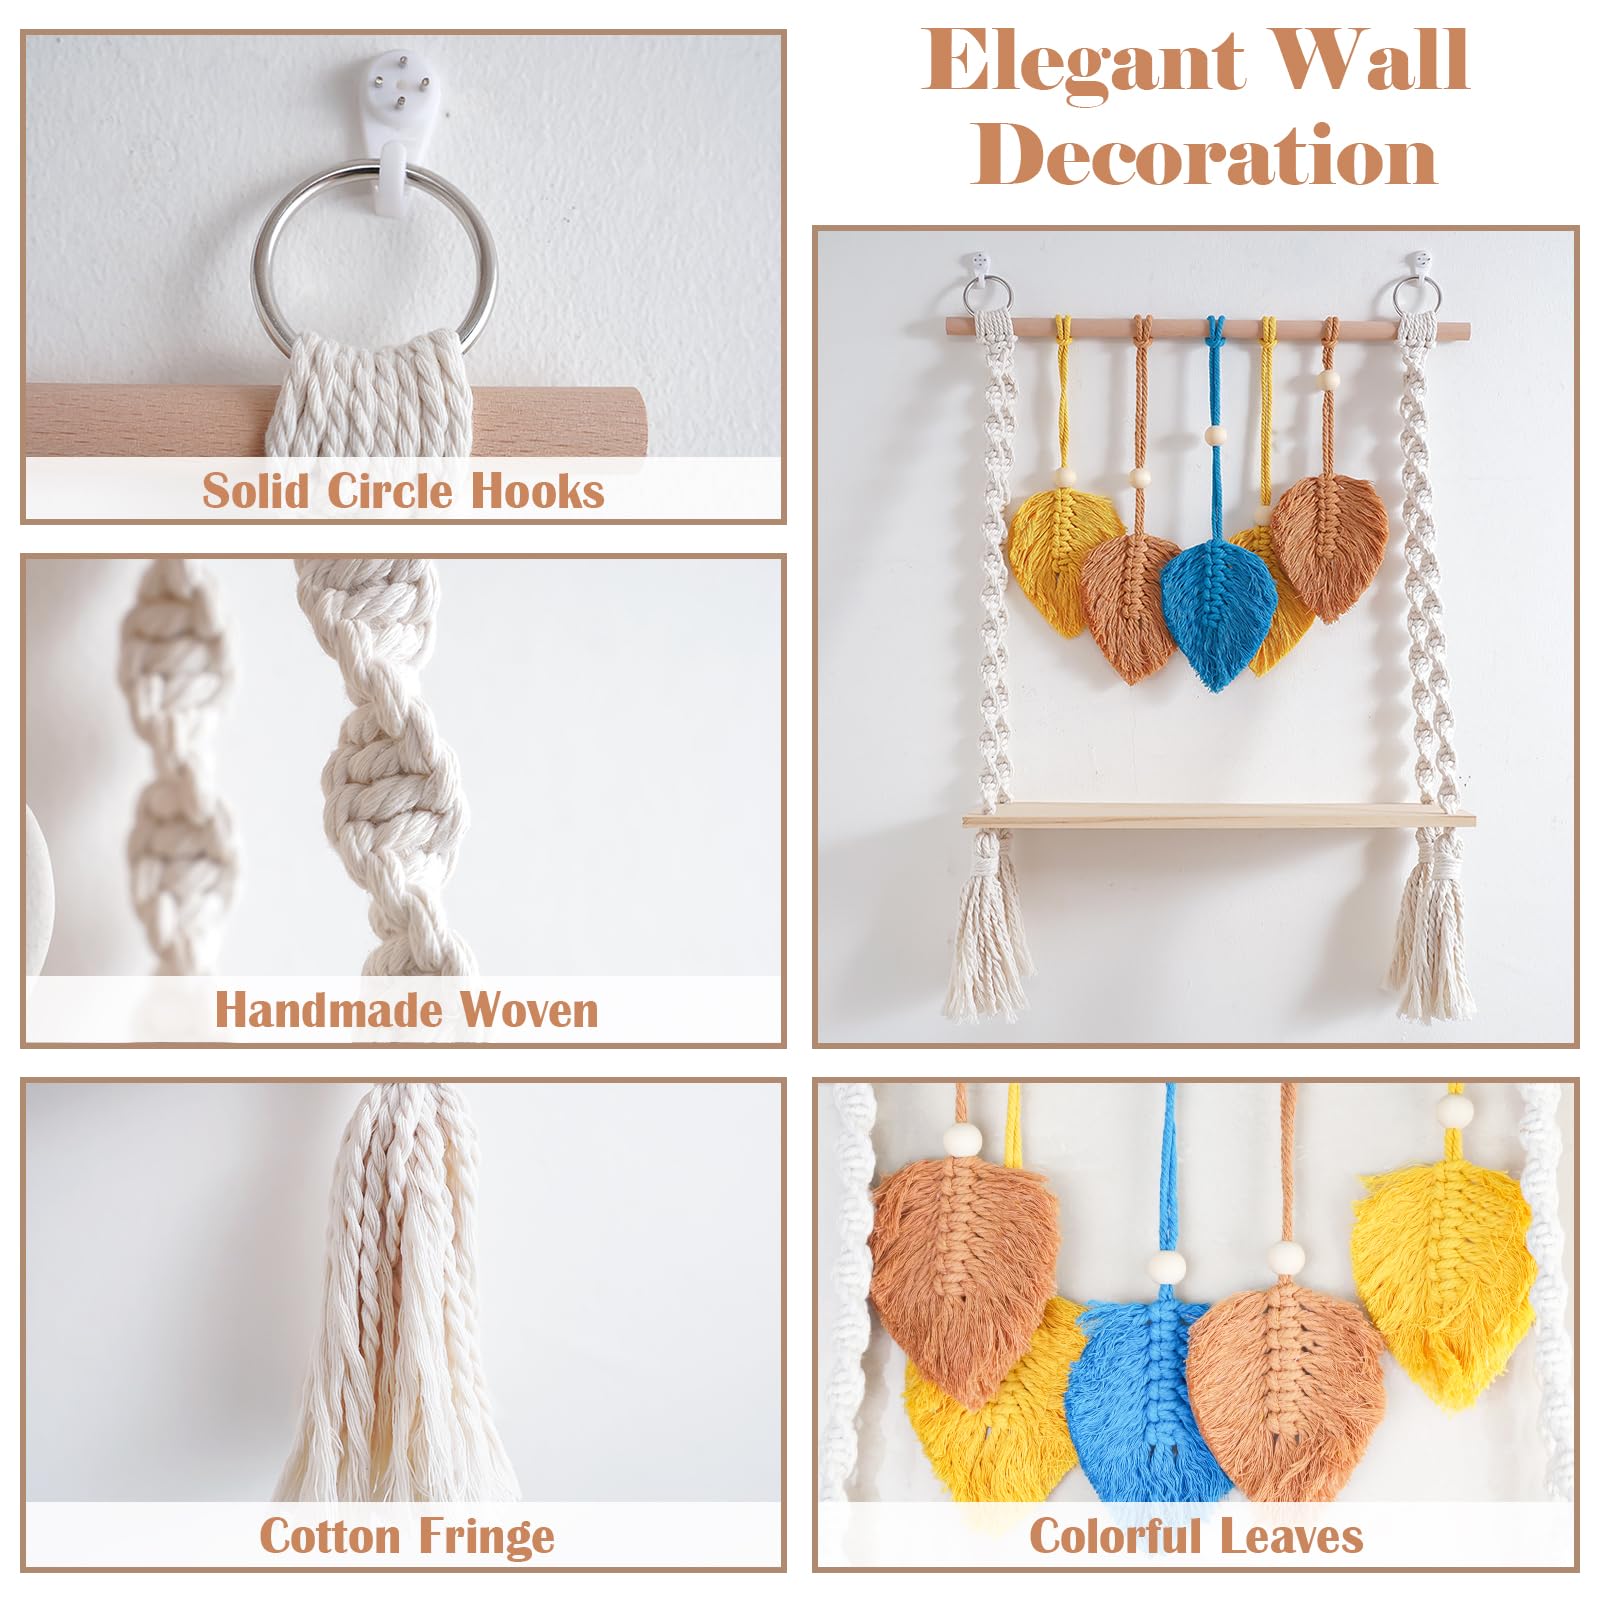 Elegant Wall
Decoration
Solid Circle Hooks
Handmade Woven
Cotton Fringe
Colorful Leaves